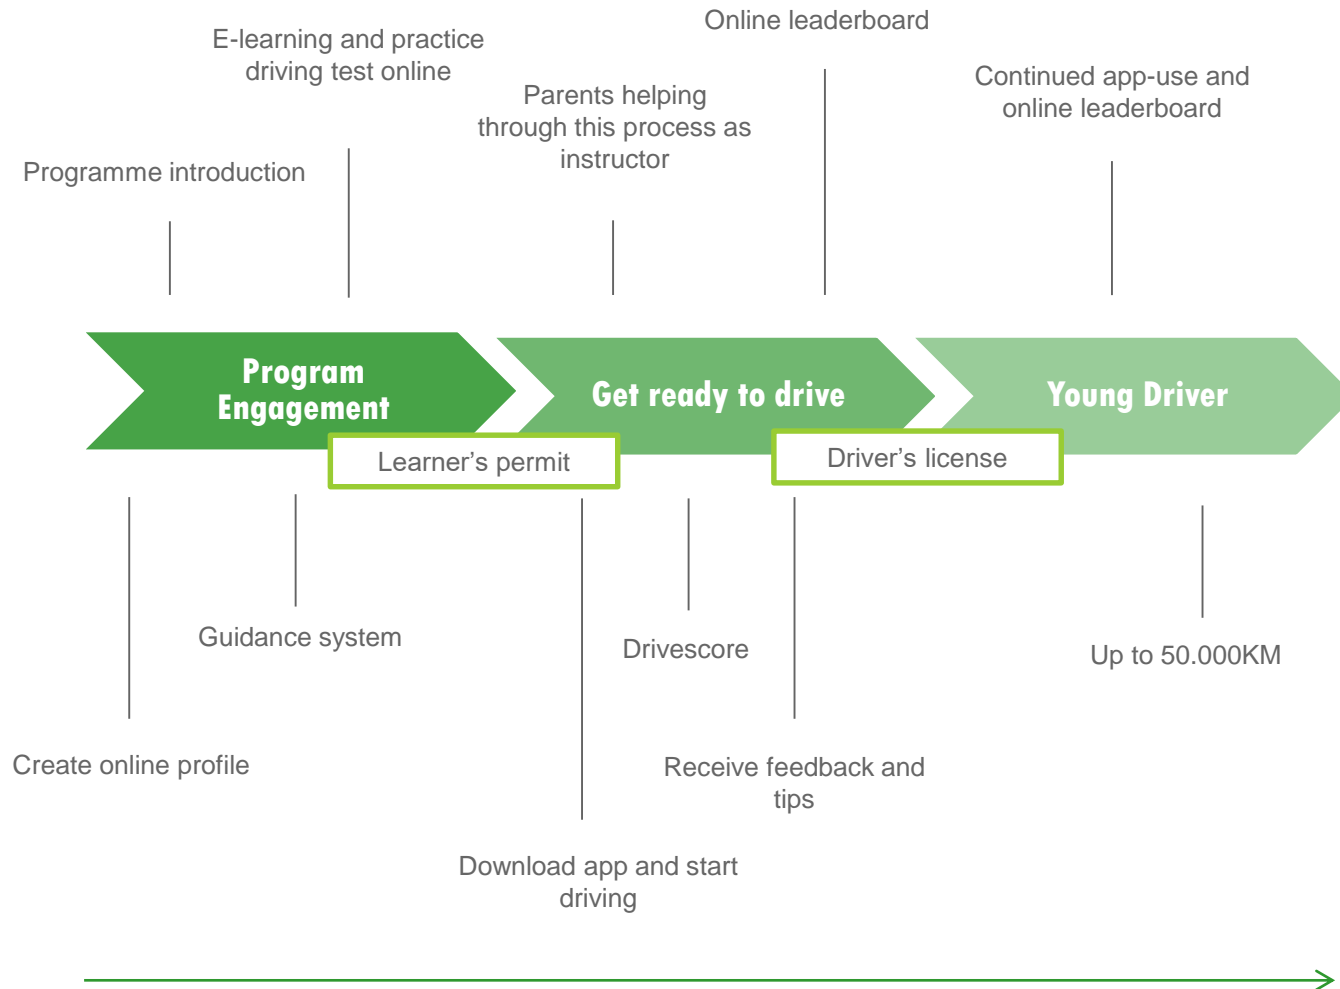 Online leaderboard
E-learning and practice
driving test online
Continued app-use and
online leaderboard
Parents helping
through this process as
instructor
Programme introduction
Program
Engagement
Get ready to drive
Young Driver
Learner's permit
Driver's license
Guidance system
Drivescore
Up to 50.000KM
Create online profile
Receive feedback and
tips
Download app and start
driving